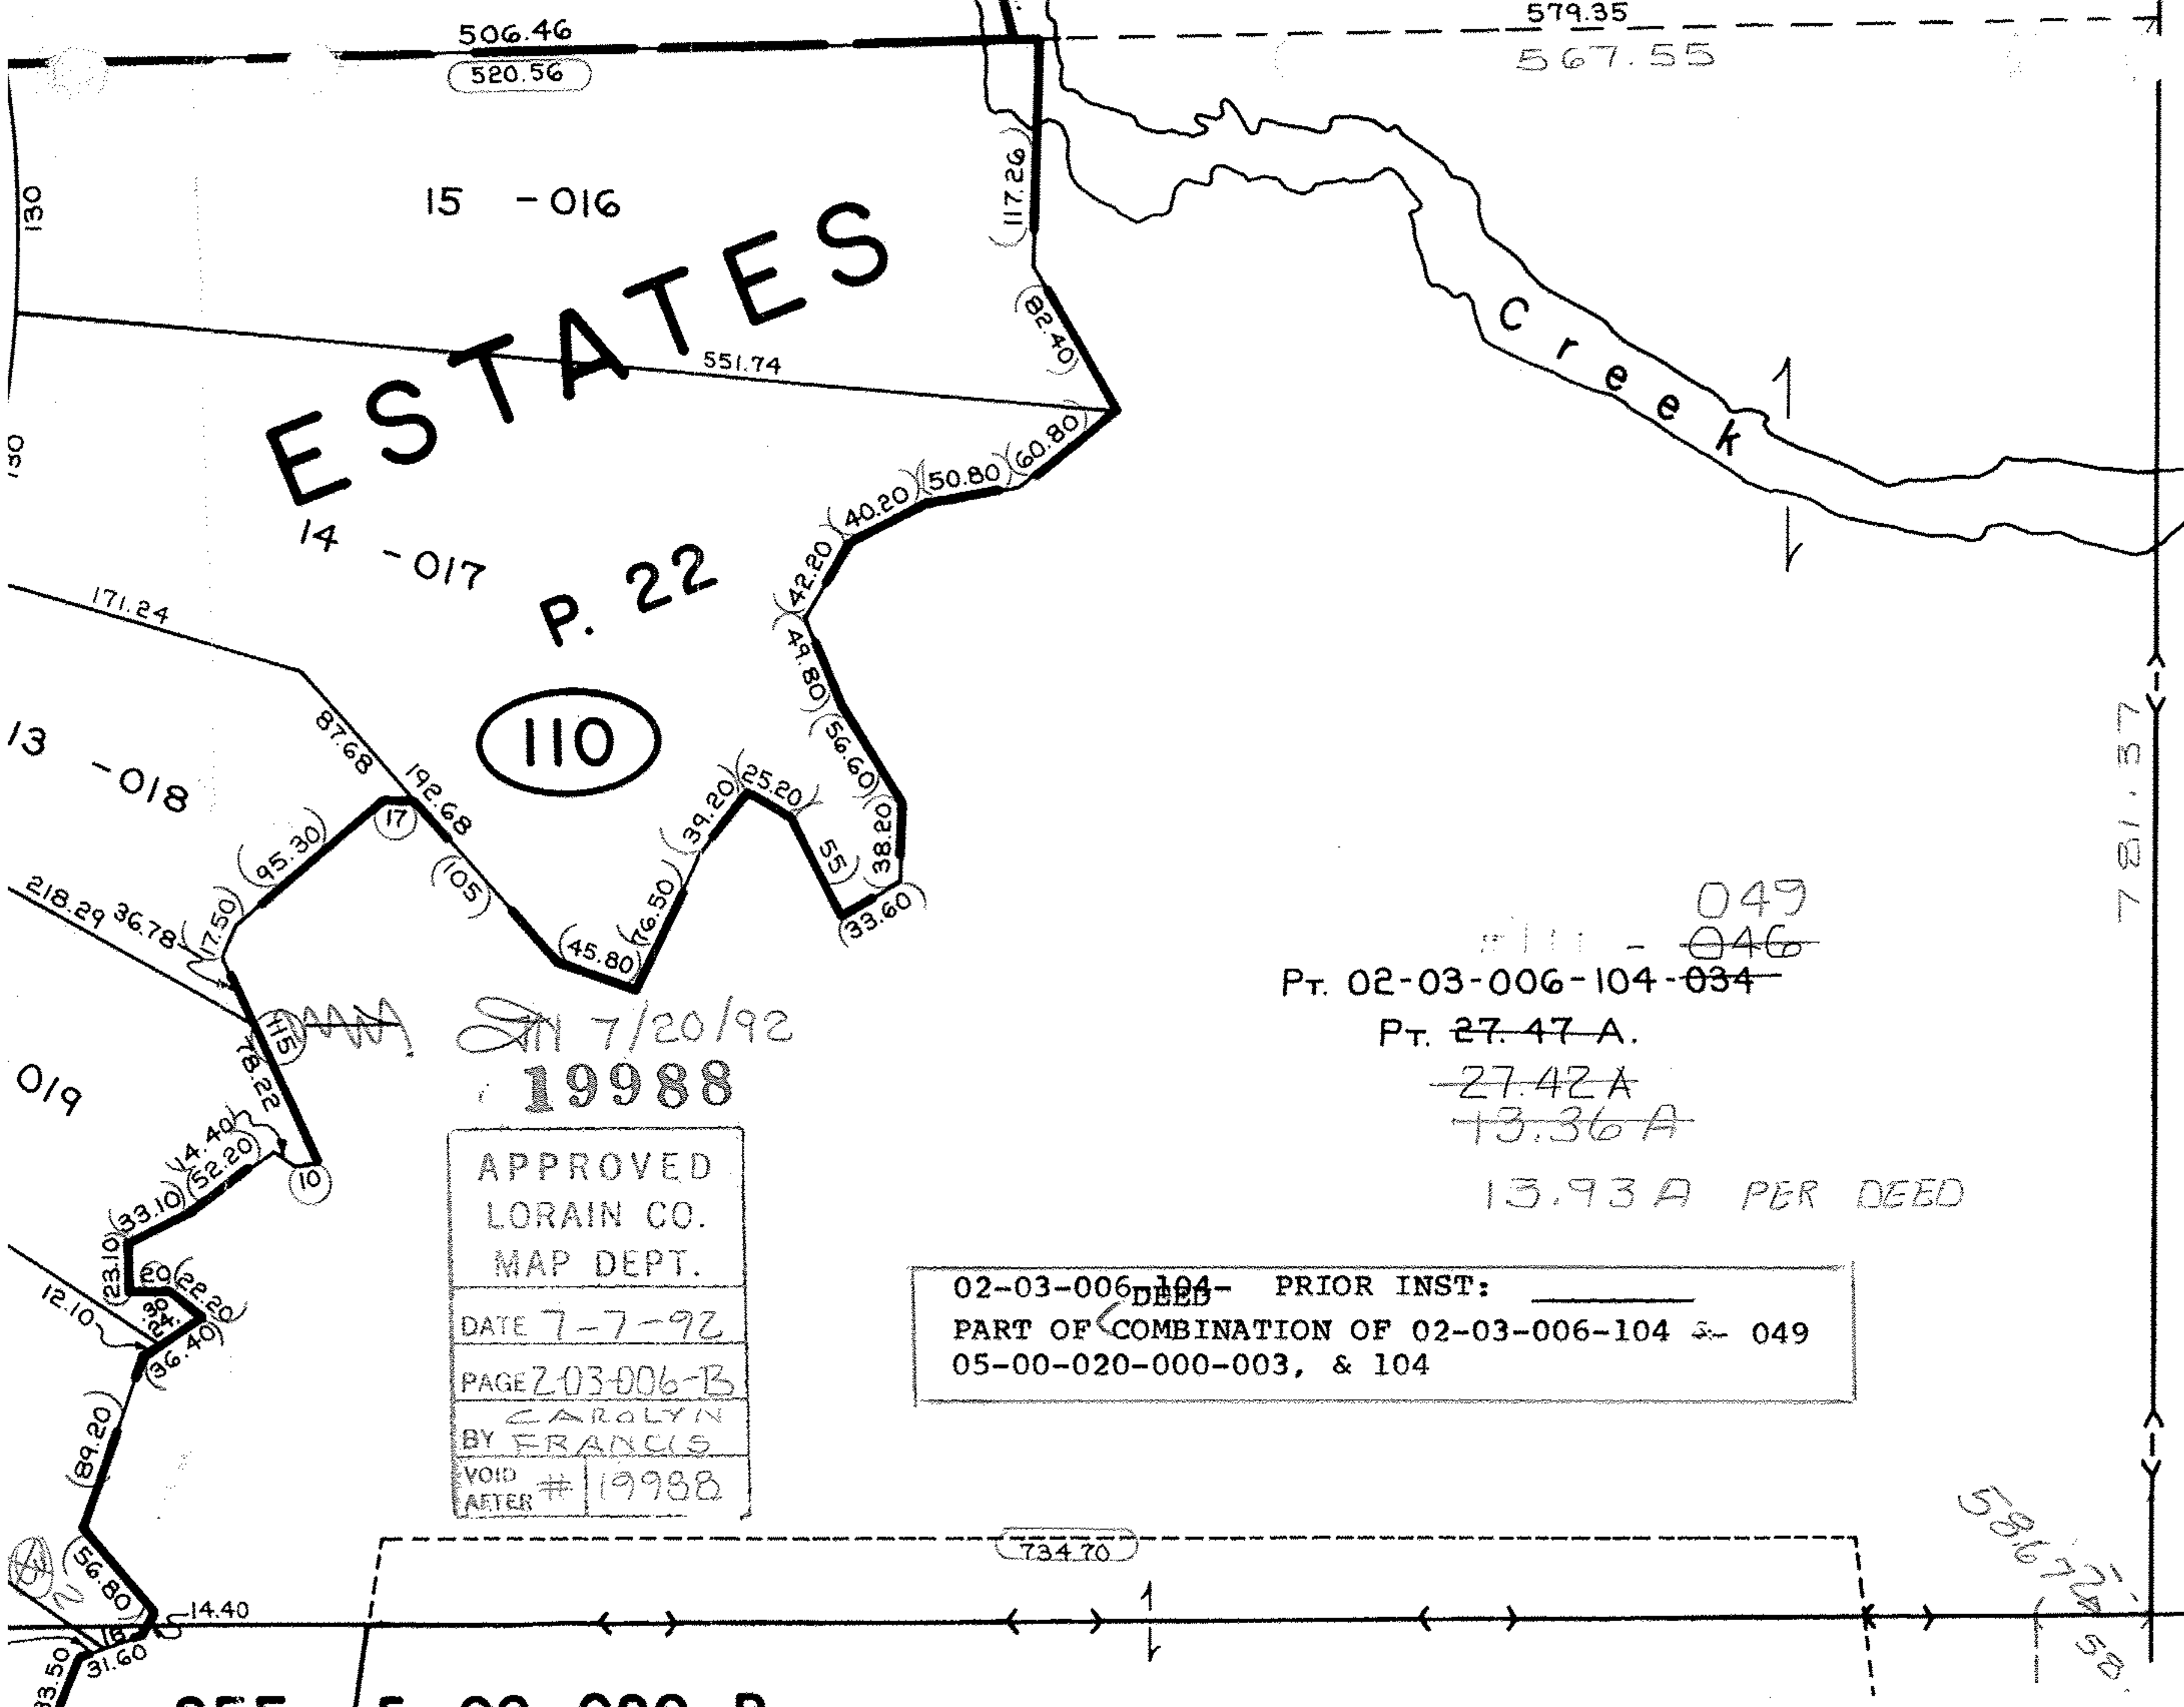 506.46
579.35
520.56
567.55
130
15 -016
(117.26)
ESTATES
(82.40)
Creek
551.74
130
(60.80)
(50.80)
(40.20)
14 -017
(42.20)
P. 22
171.24
(49.80)
781.37
13 -018
87.68
110
(56.60)
192.68
(25.20)
(39.20)
17
(38.20)
(95.30)
55)
(105)
218.29
36.78
(17.50)
(76.50)
(33.60)
(45.80)
049
#111 - 046
PT. 02-03-006-104-034
115
7/20/92
PT. 27.47 A.
78.22
019
19988
27.42 A
13.36 A
14.40
(52.20)
10
13.93 A PER DEED
(33.10)
APPROVED
LORAIN CO.
MAP DEPT.
DATE 7-7-92
PAGE 2-03-006-B
BY CAROLYN
FRANCIS
VOID AFTER # 19988
23.10)
20
(22.20)
12.10
30
24.
(36.40)
02-03-006-104- PRIOR INST:
DEED
PART OF COMBINATION OF 02-03-006-104 - 049
05-00-020-000-003, & 104
(89.20)
734.70
58.67
(56.80)
14.40
31.60
33.50
58